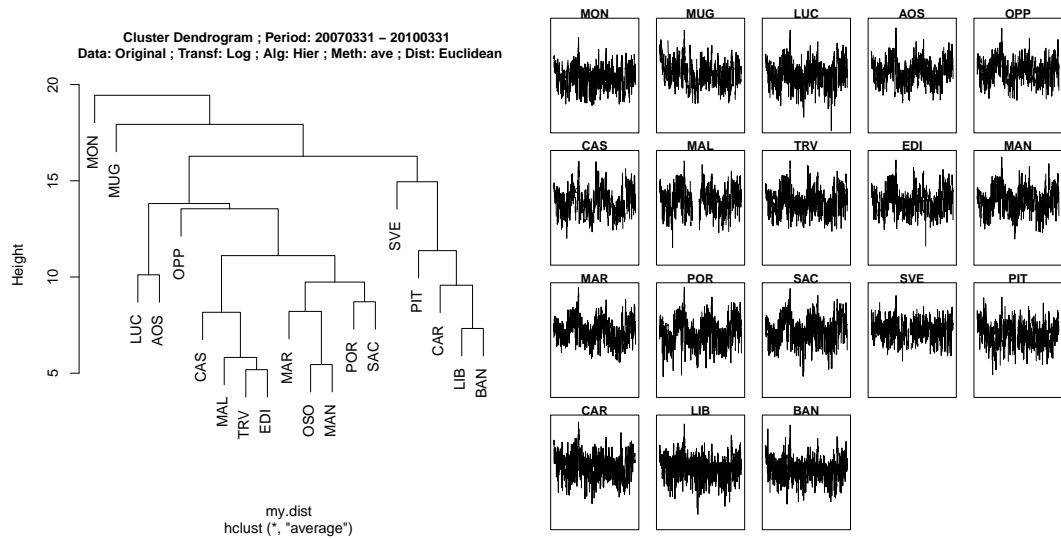 Cluster Dendrogram ; Period: 20070331 − 20100331
Data: Original ; Transf: Log ; Alg: Hier ; Meth: ave ; Dist: Euclidean
Height
20
15
10
5
MON
MUG
LUC
AOS
OPP
CAS
MAL
TRV
EDI
MAR
OSO
MAN
POR
SAC
SVE
PIT
CAR
LIB
BAN
my.dist
hclust (*, "average")
MON MUG LUC AOS OPP
CAS MAL TRV EDI MAN
MAR POR SAC SVE PIT
CAR LIB BAN